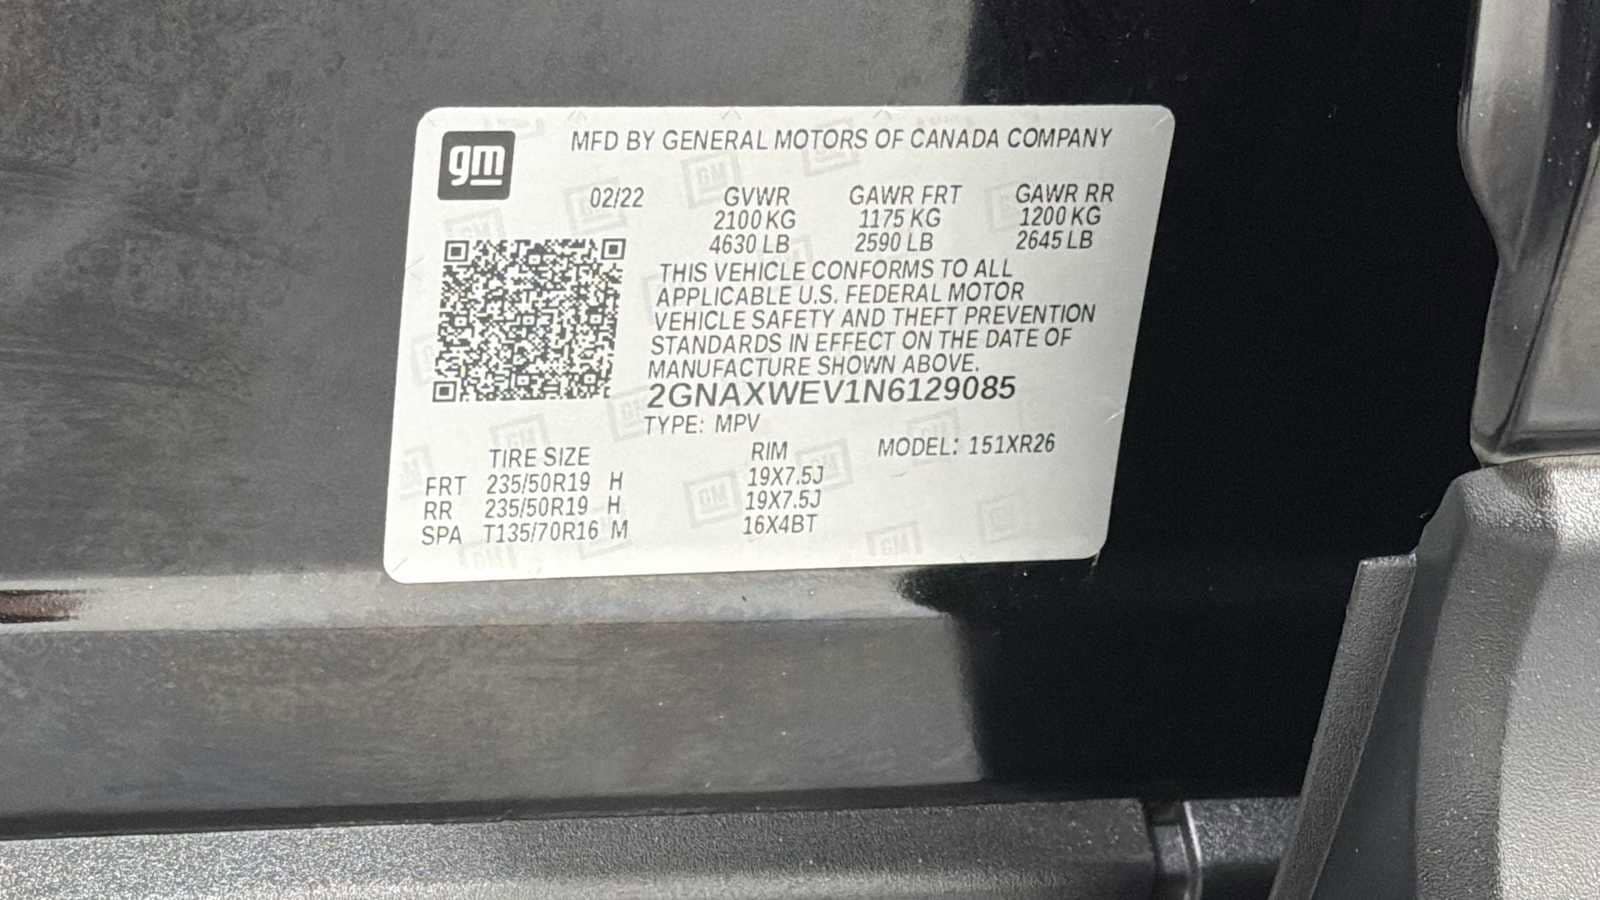 gm
MFD BY GENERAL MOTORS OF CANADA COMPANY
02/22 GVWR GAWR FRT GAWR RR
2100 KG 1175 KG 1200 KG
4630 LB 2590 LB 2645 LB
THIS VEHICLE CONFORMS TO ALL
APPLICABLE U.S. FEDERAL MOTOR
VEHICLE SAFETY AND THEFT PREVENTION
STANDARDS IN EFFECT ON THE DATE OF
MANUFACTURE SHOWN ABOVE.
2GNAXWEV1N6129085
TYPE: MPV
TIRE SIZE RIM MODEL: 151XR26
FRT 235/50R19 H 19X7.5J
RR 235/50R19 H 19X7.5J
SPA T135/70R16 M 16X4BT